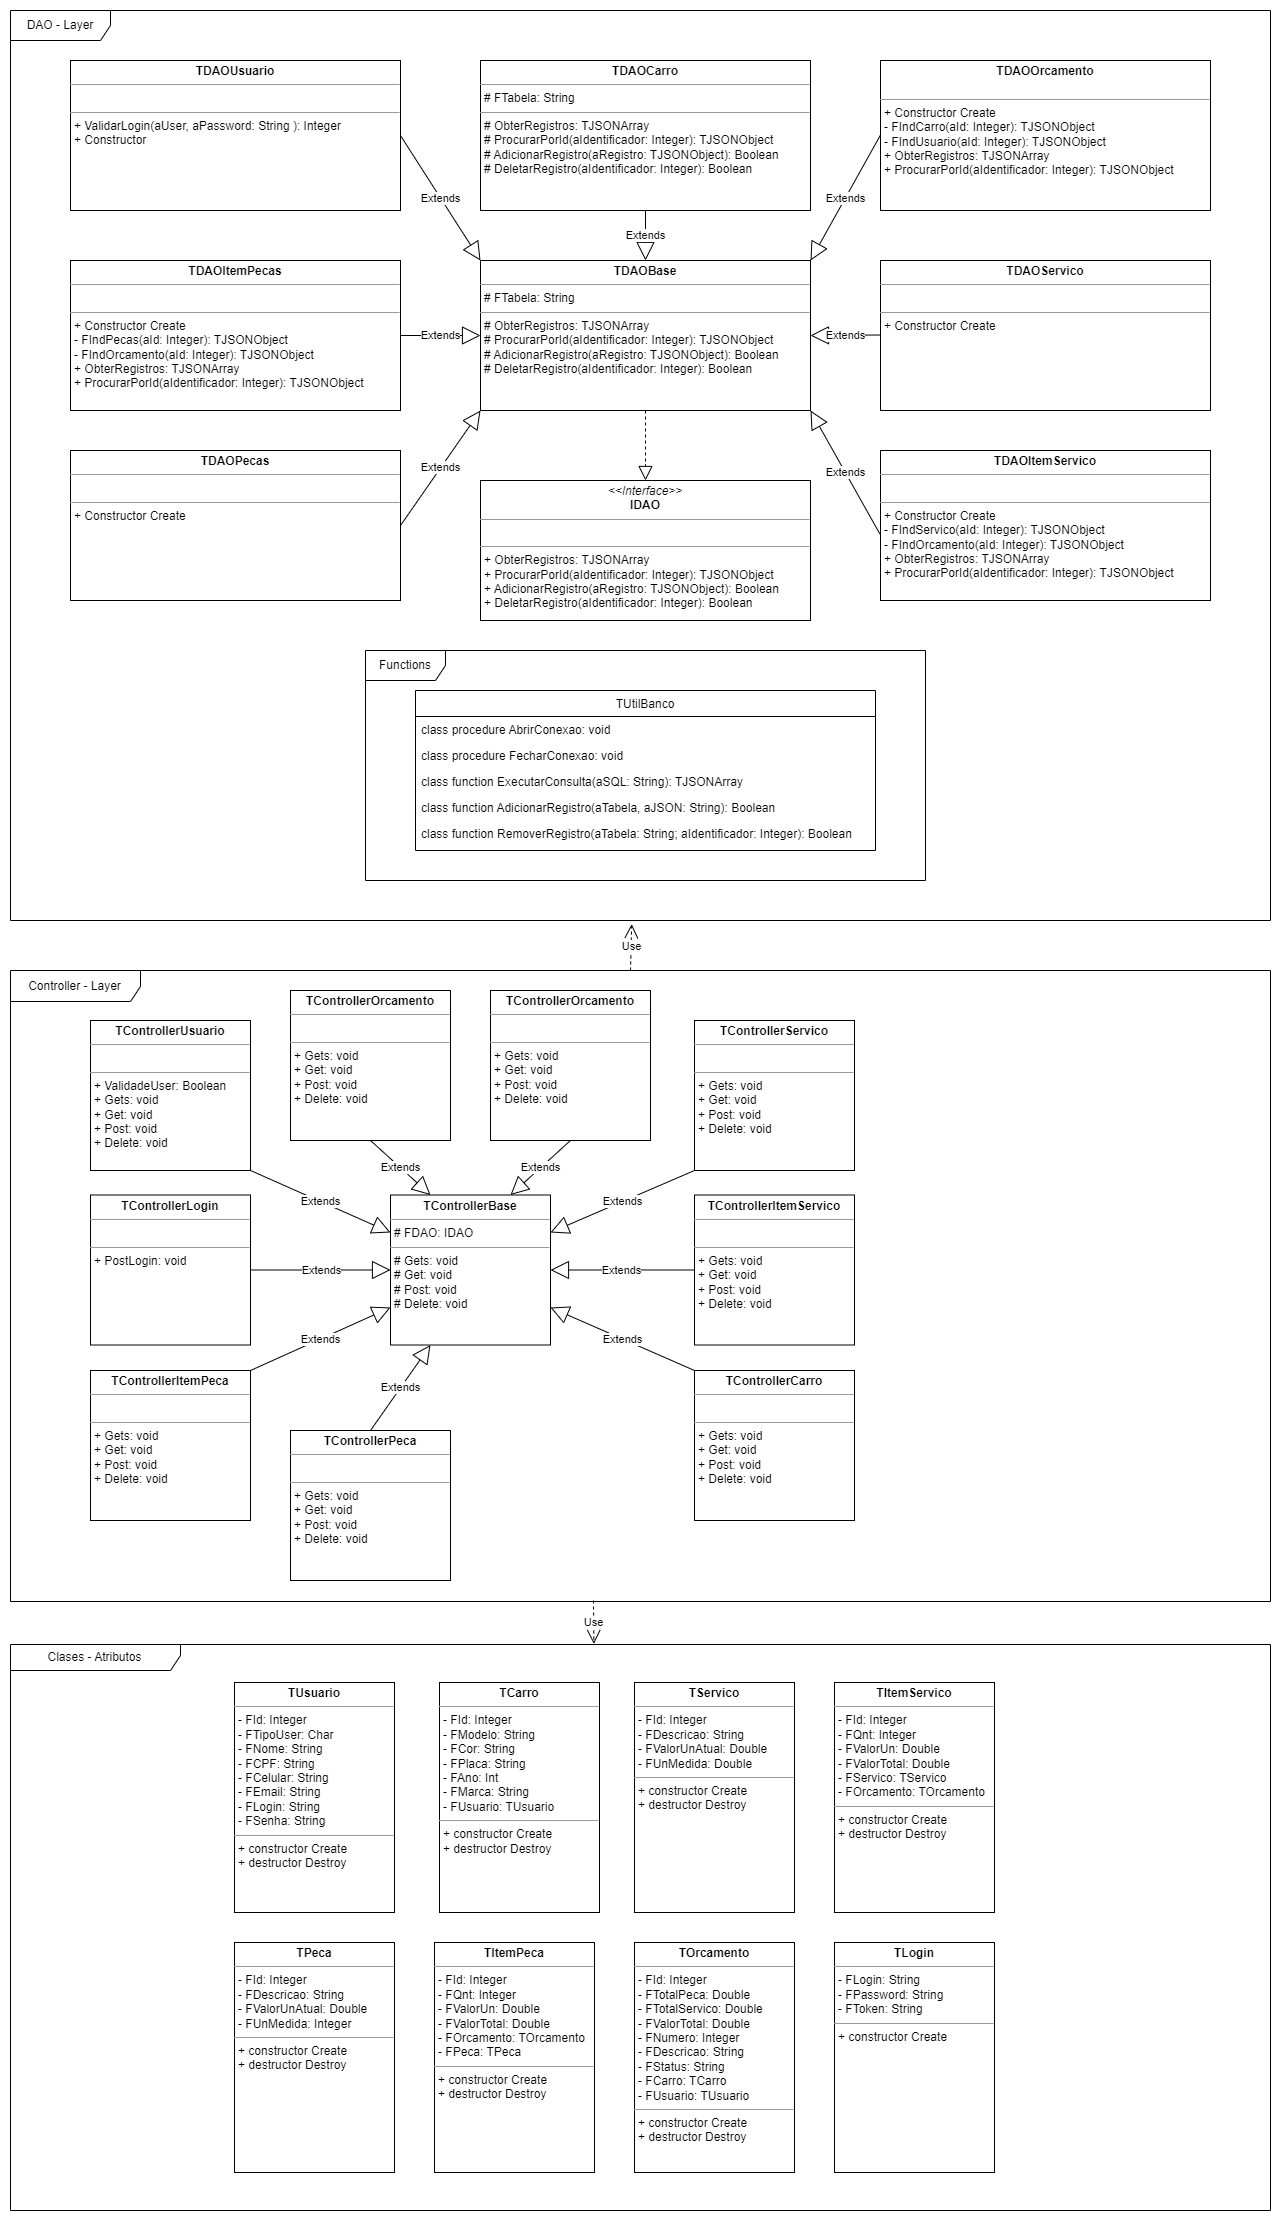 DAO - Layer
TDAOUsuario
+ ValidarLogin(aUser, aPassword: String ): Integer
+ Constructor
TDAOCarro
# FTabela: String
# ObterRegistros: TJSONArray
# ProcurarPorId(aIdentificador: Integer): TJSONObject
# AdicionarRegistro(aRegistro: TJSONObject): Boolean
# DeletarRegistro(aIdentificador: Integer): Boolean
TDAOOrcamento
+ Constructor Create
- FIndCarro(aId: Integer): TJSONObject
- FIndUsuario(aId: Integer): TJSONObject
+ ObterRegistros: TJSONArray
+ ProcurarPorId(aIdentificador: Integer): TJSONObject
Extends
Extends
Extends
TDAOItemPecas
+ Constructor Create
- FIndPecas(aId: Integer): TJSONObject
- FIndOrcamento(aId: Integer): TJSONObject
+ ObterRegistros: TJSONArray
+ ProcurarPorId(aIdentificador: Integer): TJSONObject
Extends
TDAOBase
# FTabela: String
# ObterRegistros: TJSONArray
# ProcurarPorId(aIdentificador: Integer): TJSONObject
# AdicionarRegistro(aRegistro: TJSONObject): Boolean
# DeletarRegistro(aIdentificador: Integer): Boolean
Extends
TDAOServico
+ Constructor Create
TDAOPecas
+ Constructor Create
Extends
<<Interface>>
IDAO
+ ObterRegistros: TJSONArray
+ ProcurarPorId(aIdentificador: Integer): TJSONObject
+ AdicionarRegistro(aRegistro: TJSONObject): Boolean
+ DeletarRegistro(aIdentificador: Integer): Boolean
Extends
TDAOItemServico
+ Constructor Create
- FIndServico(aId: Integer): TJSONObject
- FIndOrcamento(aId: Integer): TJSONObject
+ ObterRegistros: TJSONArray
+ ProcurarPorId(aIdentificador: Integer): TJSONObject
Functions
TUtilBanco
class procedure AbrirConexao: void
class procedure FecharConexao: void
class function ExecutarConsulta(aSQL: String): TJSONArray
class function AdicionarRegistro(aTabela, aJSON: String): Boolean
class function RemoverRegistro(aTabela: String; aIdentificador: Integer): Boolean
Use
Controller - Layer
TControllerUsuario
+ ValidadeUser: Boolean
+ Gets: void
+ Get: void
+ Post: void
+ Delete: void
TControllerOrcamento
+ Gets: void
+ Get: void
+ Post: void
+ Delete: void
TControllerOrcamento
+ Gets: void
+ Get: void
+ Post: void
+ Delete: void
TControllerServico
+ Gets: void
+ Get: void
+ Post: void
+ Delete: void
Extends
Extends
Extends
Extends
TControllerLogin
+ PostLogin: void
Extends
TControllerBase
# FDAO: IDAO
# Gets: void
# Get: void
# Post: void
# Delete: void
Extends
TControllerItemServico
+ Gets: void
+ Get: void
+ Post: void
+ Delete: void
Extends
Extends
Extends
TControllerItemPeca
+ Gets: void
+ Get: void
+ Post: void
+ Delete: void
TControllerPeca
+ Gets: void
+ Get: void
+ Post: void
+ Delete: void
TControllerCarro
+ Gets: void
+ Get: void
+ Post: void
+ Delete: void
Use
Clases - Atributos
TUsuario
- FId: Integer
- FTipoUser: Char
- FNome: String
- FCPF: String
- FCelular: String
- FEmail: String
- FLogin: String
- FSenha: String
+ constructor Create
+ destructor Destroy
TCarro
- FId: Integer
- FModelo: String
- FCor: String
- FPlaca: String
- FAno: Int
- FMarca: String
- FUsuario: TUsuario
+ constructor Create
+ destructor Destroy
TServico
- FId: Integer
- FDescricao: String
- FValorUnAtual: Double
- FUnMedida: Double
+ constructor Create
+ destructor Destroy
TItemServico
- FId: Integer
- FQnt: Integer
- FValorUn: Double
- FValorTotal: Double
- FServico: TServico
- FOrcamento: TOrcamento
+ constructor Create
+ destructor Destroy
TPeca
- FId: Integer
- FDescricao: String
- FValorUnAtual: Double
- FUnMedida: Integer
+ constructor Create
+ destructor Destroy
TItemPeca
- FId: Integer
- FQnt: Integer
- FValorUn: Double
- FValorTotal: Double
- FOrcamento: TOrcamento
- FPeca: TPeca
+ constructor Create
+ destructor Destroy
TOrcamento
- FId: Integer
- FTotalPeca: Double
- FTotalServico: Double
- FValorTotal: Double
- FNumero: Integer
- FDescricao: String
- FStatus: String
- FCarro: TCarro
- FUsuario: TUsuario
+ constructor Create
+ destructor Destroy
TLogin
- FLogin: String
- FPassword: String
- FToken: String
+ constructor Create